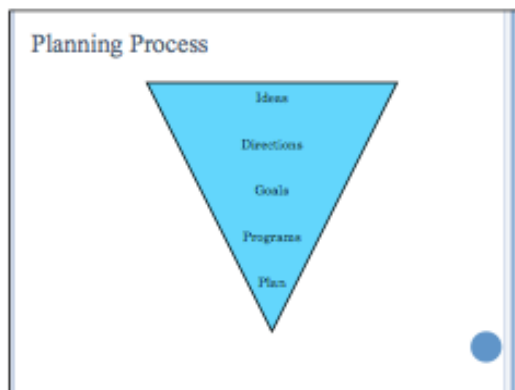 Planning Process
Ideas
Directions
Goals
Programs
Plan